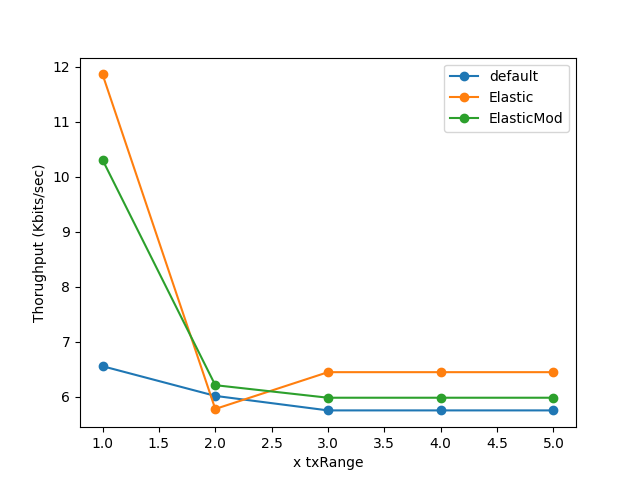 12
11
10
9
8
7
6
Thorughput (Kbits/sec)
default
Elastic
ElasticMod
1.0 1.5 2.0 2.5 3.0 3.5 4.0 4.5 5.0
x txRange